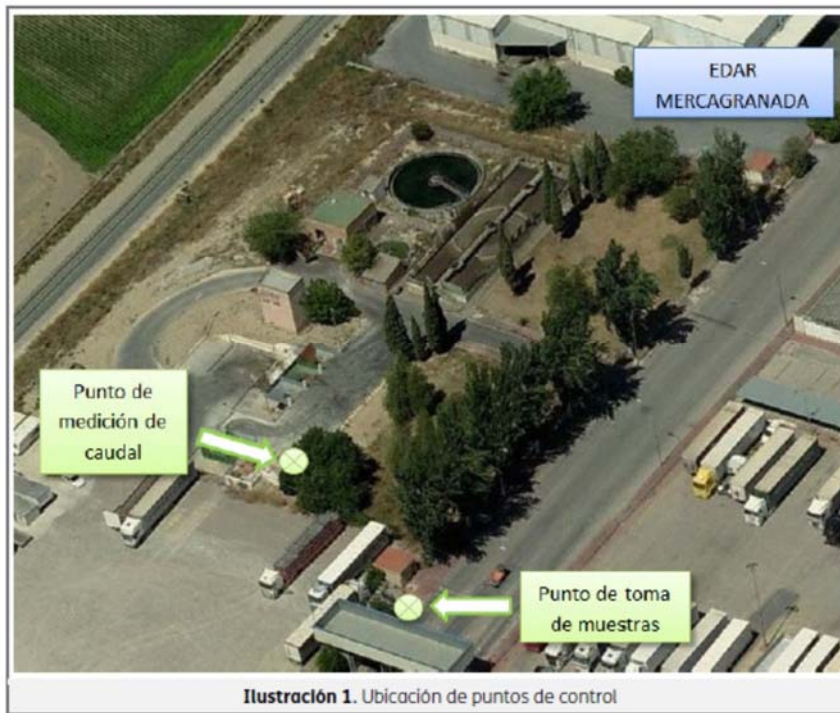 EDAR
MERCAGRANADA
Punto de
medición de
caudal
Punto de toma
de muestras
Ilustración 1. Ubicación de puntos de control